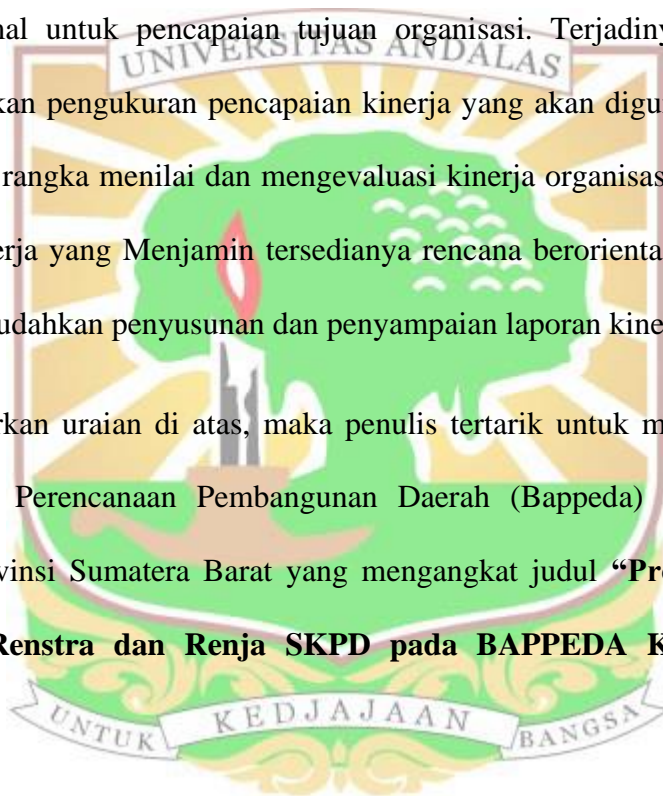 nal untuk pencapaian tujuan organisasi. Terjadiny
UNIVERSITAS ANDALAS
kan pengukuran pencapaian kinerja yang akan digu
rangka menilai dan mengevaluasi kinerja organisas
erja yang Menjamin tersedianya rencana berorienta
udahkan penyusunan dan penyampaian laporan kine
rkan uraian di atas, maka penulis tertarik untuk m
Perencanaan Pembangunan Daerah (Bappeda)
vinsi Sumatera Barat yang mengangkat judul “Pro
Renstra dan Renja SKPD pada BAPPEDA K
UNTUK KEDJAJAAN BANGSA